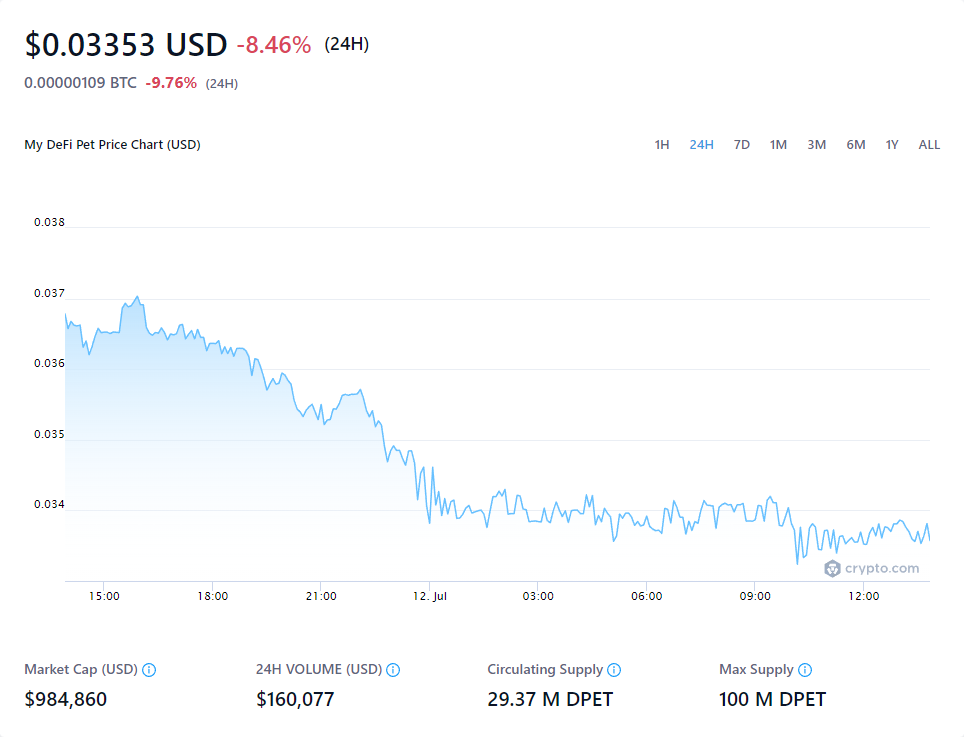 $0.03353 USD -8.46% (24H)
0.00000109 BTC -9.76% (24H)
My DeFi Pet Price Chart (USD) 1H 24H 7D 1M 3M 6M 1Y ALL
0.038
0.037
0.036
0.035
0.034
crypto.com
15:00 18:00 21:00 12. Jul 03:00 06:00 09:00 12:00
Market Cap (USD) 24H VOLUME (USD) Circulating Supply Max Supply
$984,860 $160,077 29.37 M DPET 100 M DPET